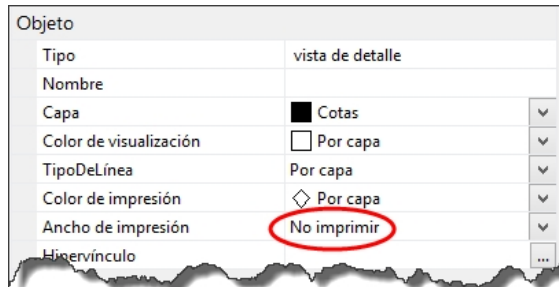 Objeto
Tipo vista de detalle
Nombre
Capa Cotas
Color de visualización Por capa
TipoDeLínea Por capa
Color de impresión Por capa
Ancho de impresión No imprimir
Hipervínculo ...